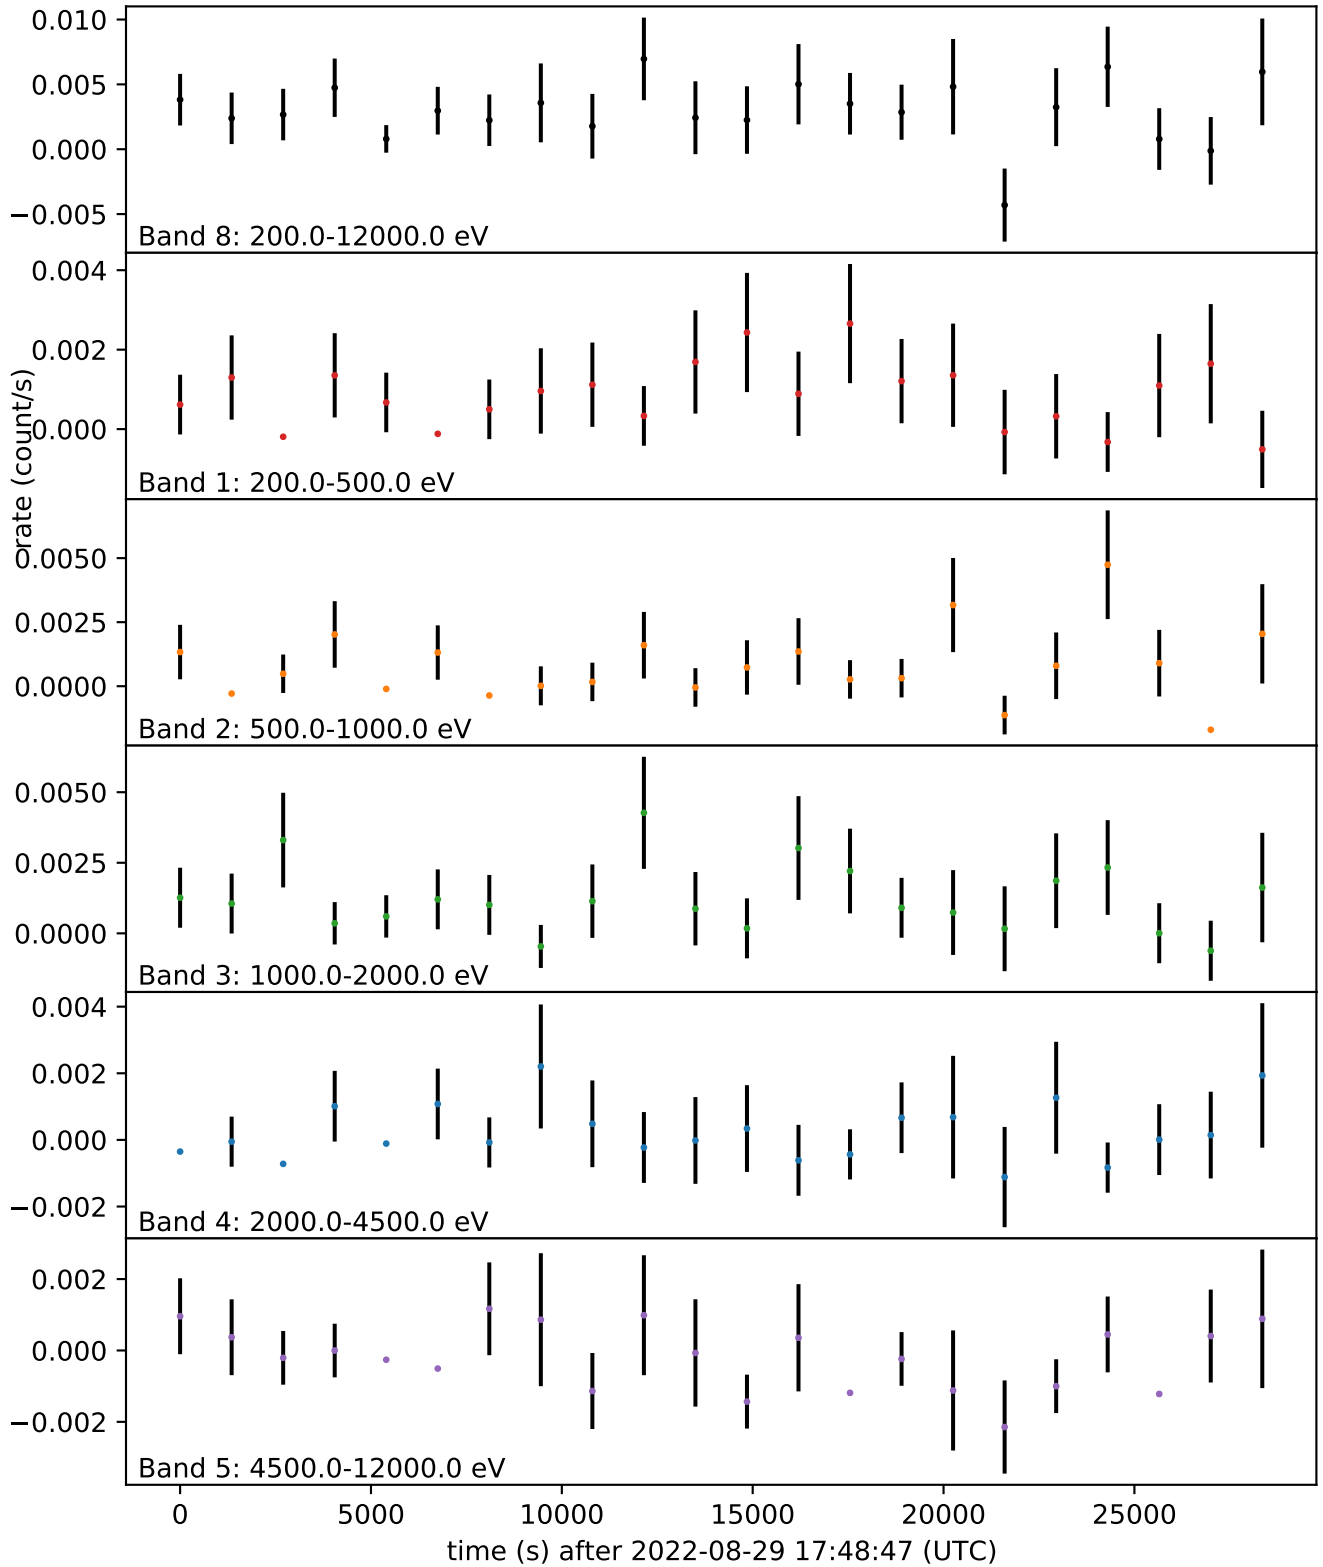 0.010
0.005
0.000
−0.005
Band 8: 200.0-12000.0 eV
0.004
0.002
0.000
Band 1: 200.0-500.0 eV
rate (count/s)
0.0050
0.0025
0.0000
Band 2: 500.0-1000.0 eV
0.0050
0.0025
0.0000
Band 3: 1000.0-2000.0 eV
0.004
0.002
0.000
−0.002
Band 4: 2000.0-4500.0 eV
0.002
0.000
−0.002
Band 5: 4500.0-12000.0 eV
0 5000 10000 15000 20000 25000
time (s) after 2022-08-29 17:48:47 (UTC)